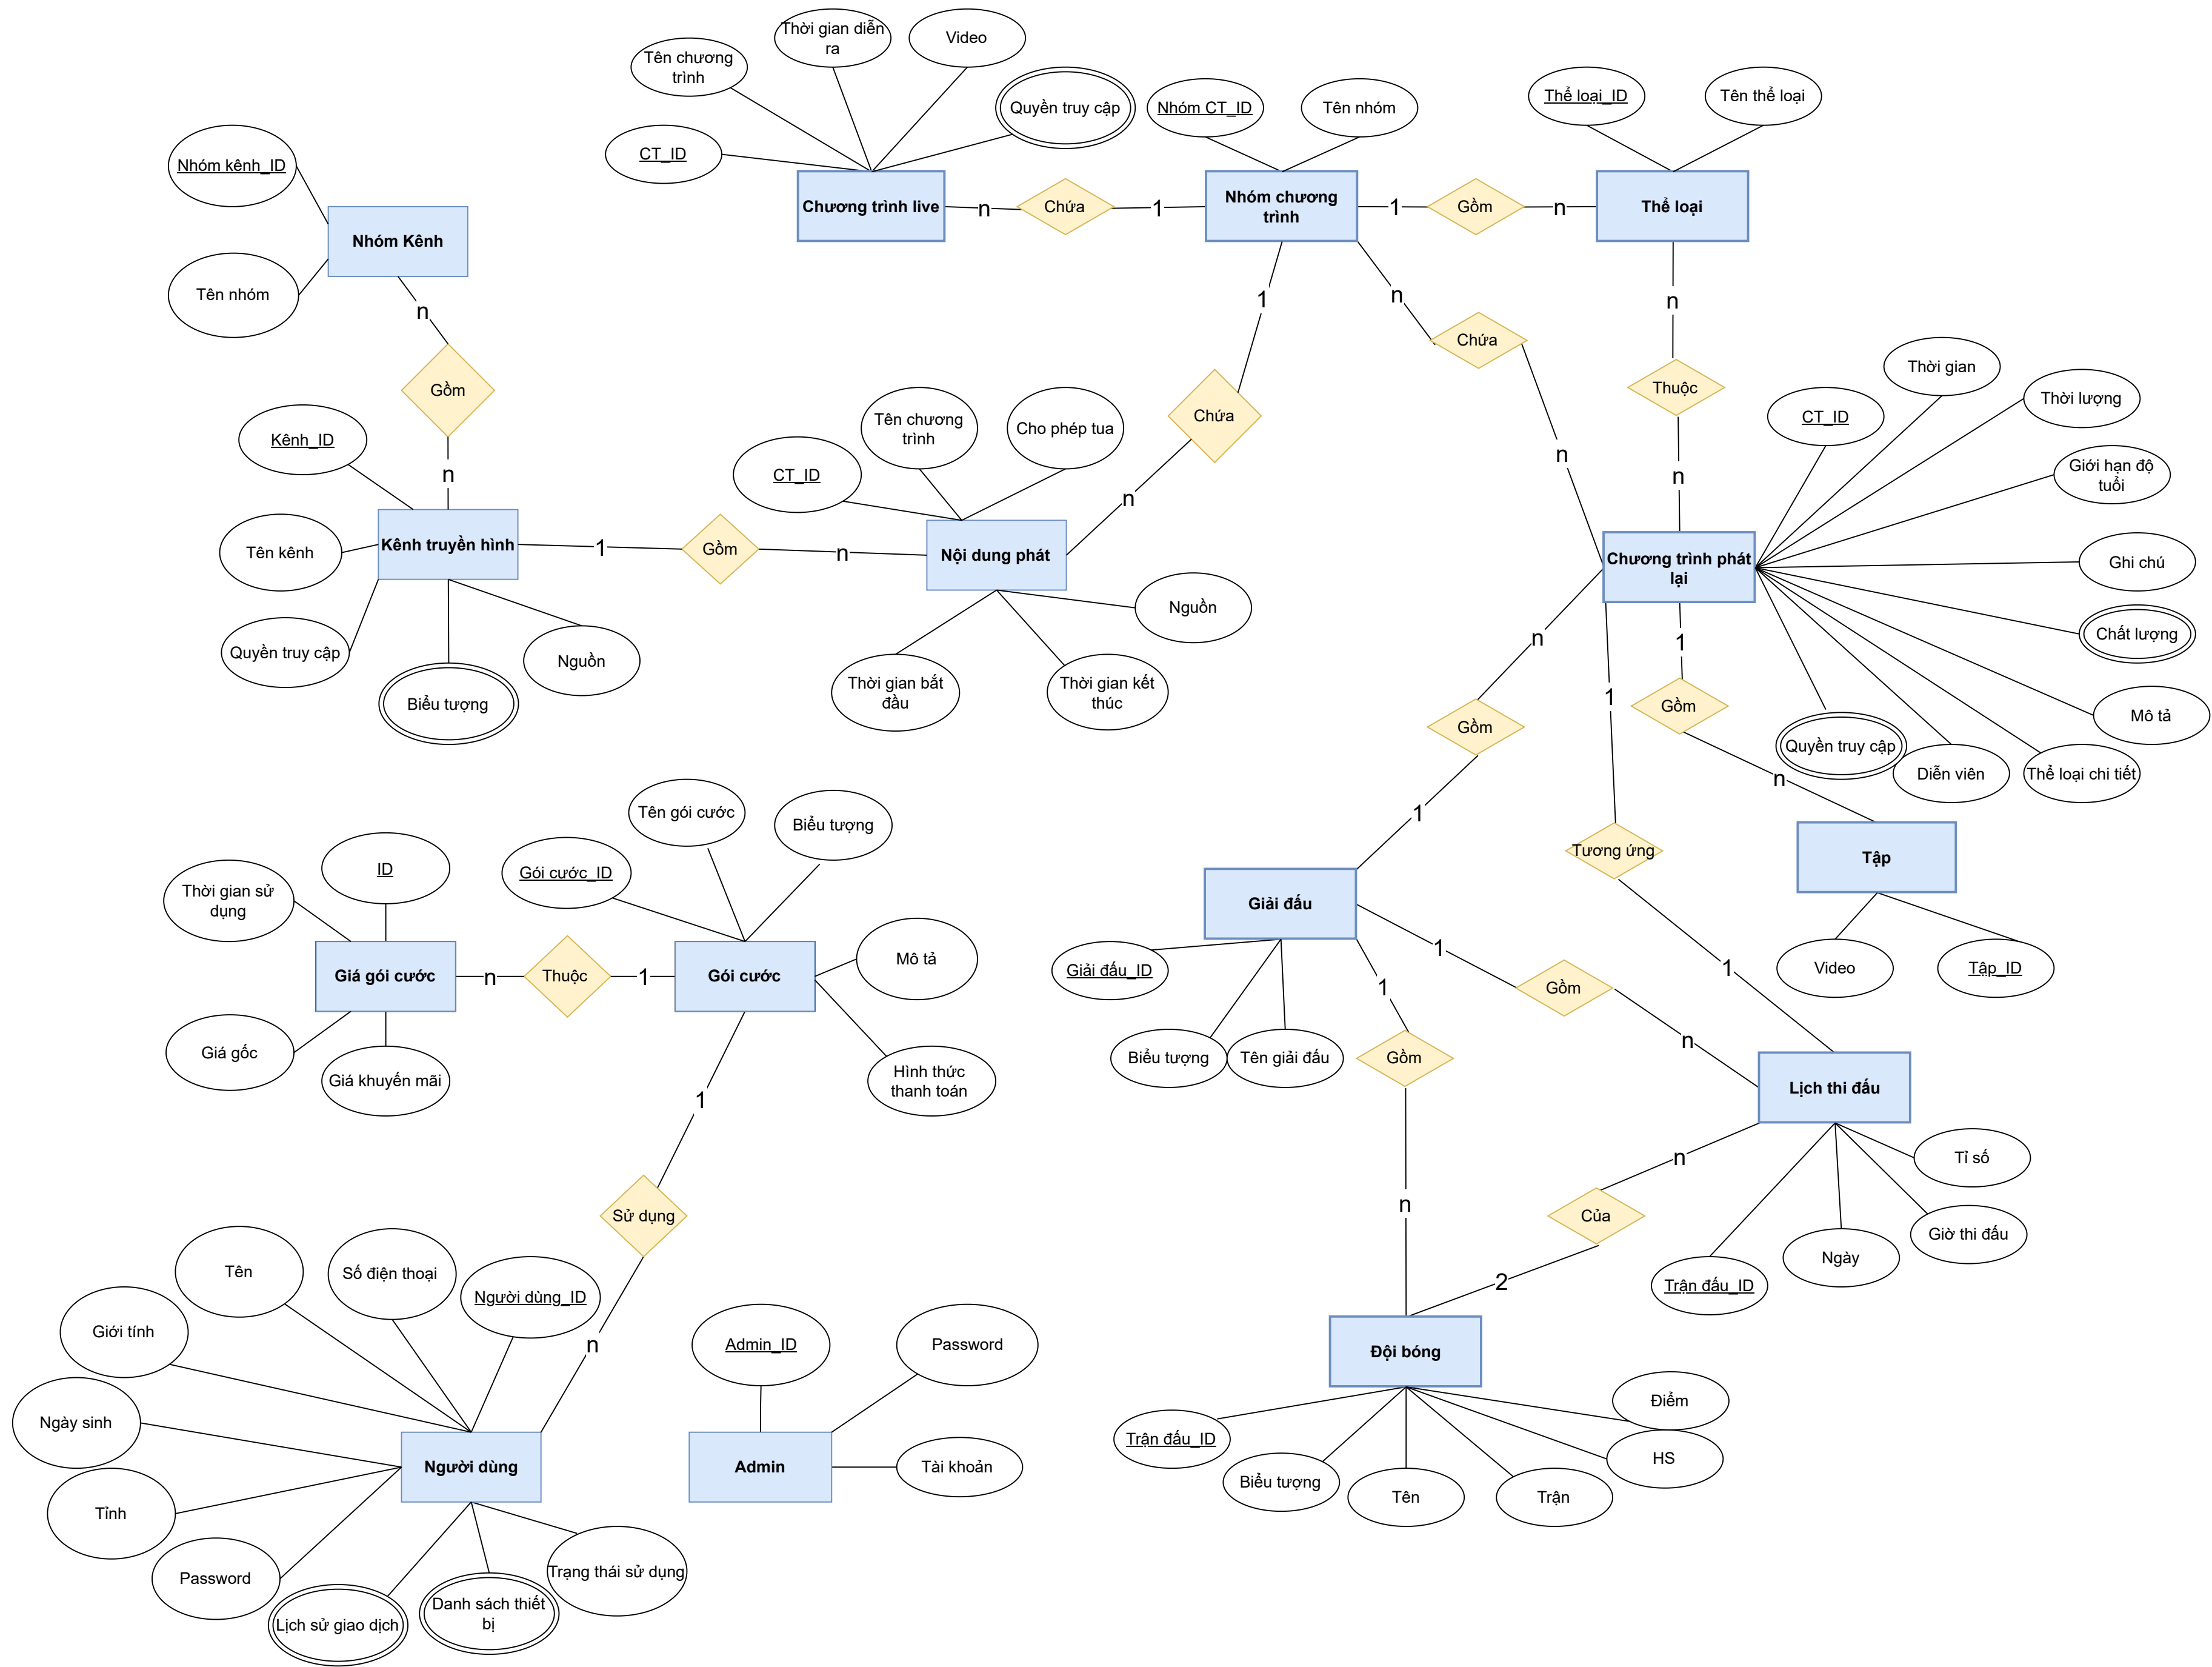 Thời gian diễn
ra
Video
Tên chương
trình
Quyền truy cập
CT_ID
Chương trình live
n
Chứa
1
Nhóm CT_ID
Tên nhóm
Nhóm chương
trình
1
Gồm
n
Thể loại_ID
Tên thể loại
Thể loại
Nhóm kênh_ID
Nhóm Kênh
Tên nhóm
n
Gồm
n
1
Chứa
n
n
Chứa
n
n
Thuộc
n
Kênh_ID
Tên kênh
Kênh truyền hình
Quyền truy cập
Biểu tượng
Nguồn
1
Gồm
n
CT_ID
Tên chương
trình
Cho phép tua
Nội dung phát
Nguồn
Thời gian bắt
đầu
Thời gian kết
thúc
CT_ID
Thời gian
Thời lượng
Giới hạn độ
tuổi
Ghi chú
Chất lượng
Mô tả
Thể loại chi tiết
Diễn viên
Quyền truy cập
Chương trình phát
lại
n
Gồm
1
1
Tương ứng
1
1
Gồm
n
Tập
Video
Tập_ID
Tên gói cước
Biểu tượng
Gói cước_ID
Mô tả
Gói cước
Hình thức
thanh toán
ID
Thời gian sử
dụng
Giá gói cước
Giá gốc
Giá khuyến mãi
n
Thuộc
1
1
Sử dụng
n
Giải đấu
Giải đấu_ID
Biểu tượng
Tên giải đấu
1
Gồm
n
1
Gồm
n
Lịch thi đấu
Tỉ số
Giờ thi đấu
Ngày
Trận đấu_ID
n
Của
2
Đội bóng
Trận đấu_ID
Biểu tượng
Tên
Trận
HS
Điểm
Tên
Số điện thoại
Người dùng_ID
Giới tính
Ngày sinh
Người dùng
Tỉnh
Password
Lịch sử giao dịch
Danh sách thiết
bị
Trạng thái sử dụng
Admin_ID
Password
Admin
Tài khoản